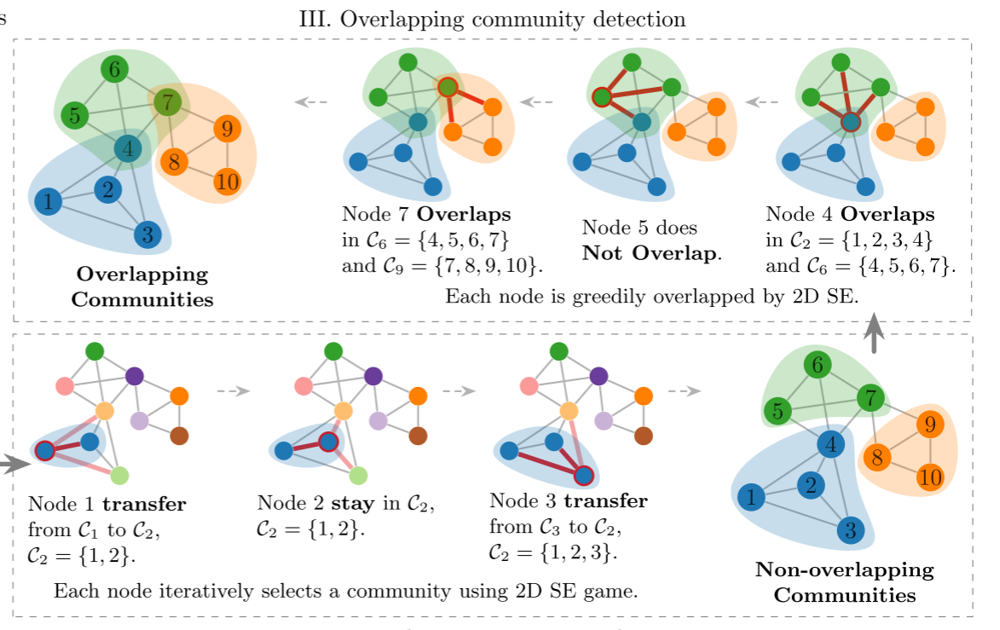 s
III. Overlapping community detection
6
7
5
9
4
8
2
10
1
3
Overlapping
Communities
Node 7 Overlaps
in C₆ = {4, 5, 6, 7}
and C₉ = {7, 8, 9, 10}.
Node 5 does
Not Overlap.
Node 4 Overlaps
in C₂ = {1, 2, 3, 4}
and C₆ = {4, 5, 6, 7}.
Each node is greedily overlapped by 2D SE.
Node 1 transfer
from C₁ to C₂,
C₂ = {1, 2}.
Node 2 stay in C₂,
C₂ = {1, 2}.
Node 3 transfer
from C₃ to C₂,
C₂ = {1, 2, 3}.
Each node iteratively selects a community using 2D SE game.
6
7
5
9
4
8
10
2
1
3
Non-overlapping
Communities